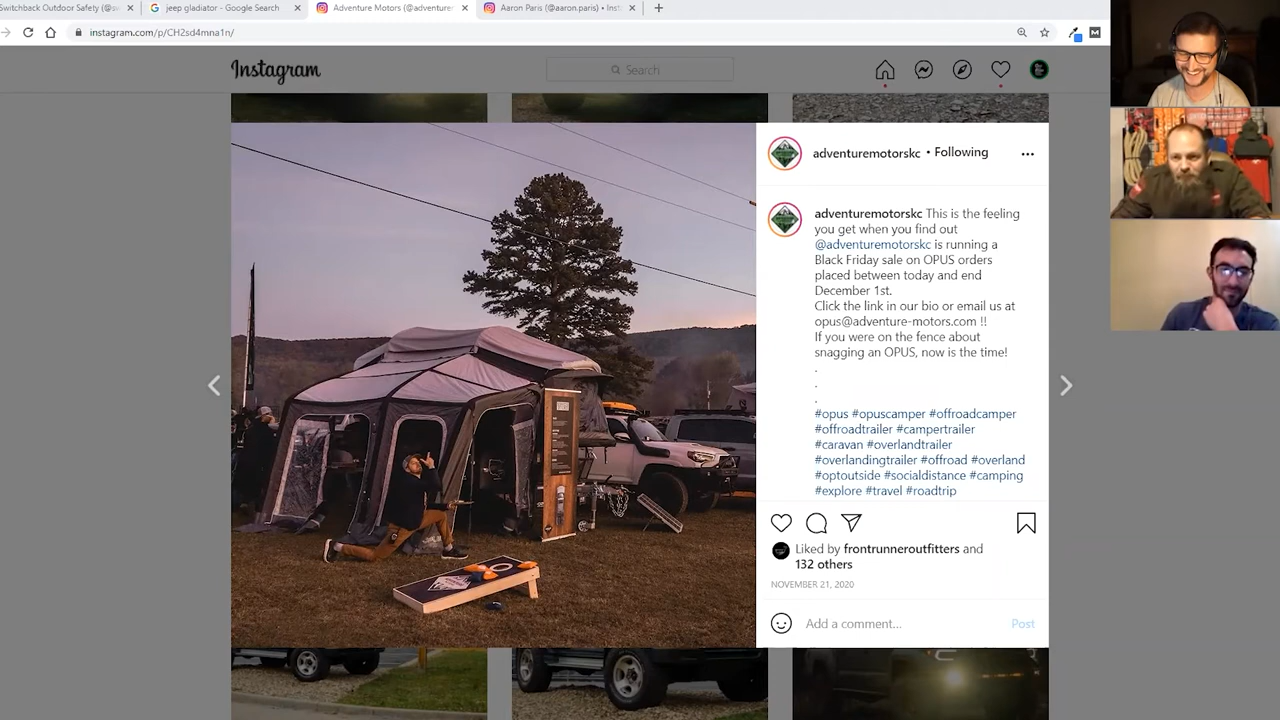 Switchback Outdoor Safety (@sw
jeep gladiator - Google Search
Adventure Motors (@adventure
Aaron Paris (@aaron.paris) • Inst
instagram.com/p/CH2sd4mna1n/
Instagram
Search
adventuremotorskc • Following
adventuremotorskc This is the feeling
you get when you find out
@adventuremotorskc is running a
Black Friday sale on OPUS orders
placed between today and end
December 1st.
Click the link in our bio or email us at
opus@adventure-motors.com !!
If you were on the fence about
snagging an OPUS, now is the time!
.
.
.
#opus #opuscamper #offroadcamper
#offroadtrailer #campertrailer
#caravan #overlandtrailer
#overlandingtrailer #offroad #overland
#optoutside #socialdistance #camping
#explore #travel #roadtrip
Liked by frontrunneroutfitters and
132 others
NOVEMBER 21, 2020
Add a comment...
Post